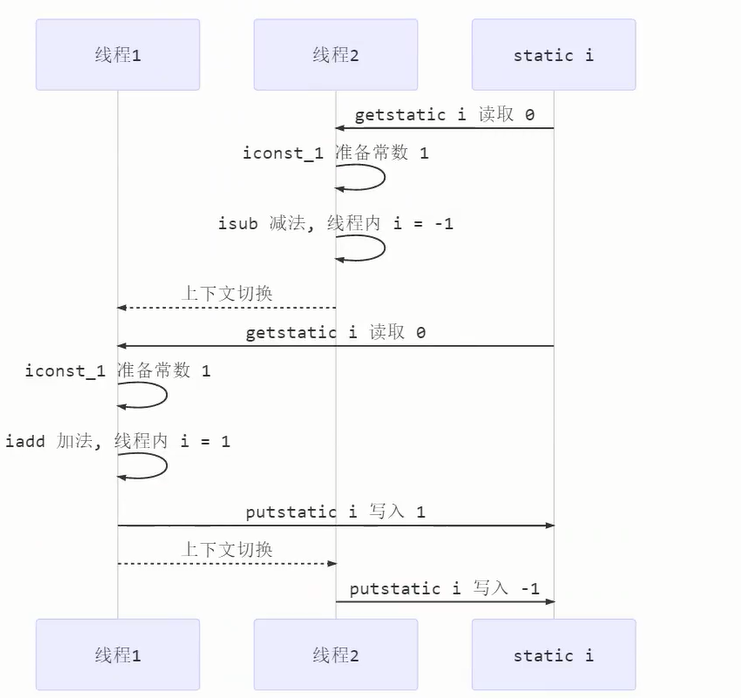 线程1
线程2
static i
getstatic i 读取 0
iconst_1 准备常数 1
isub 减法, 线程内 i = -1
上下文切换
getstatic i 读取 0
iconst_1 准备常数 1
iadd 加法, 线程内 i = 1
putstatic i 写入 1
上下文切换
putstatic i 写入 -1
线程1
线程2
static i